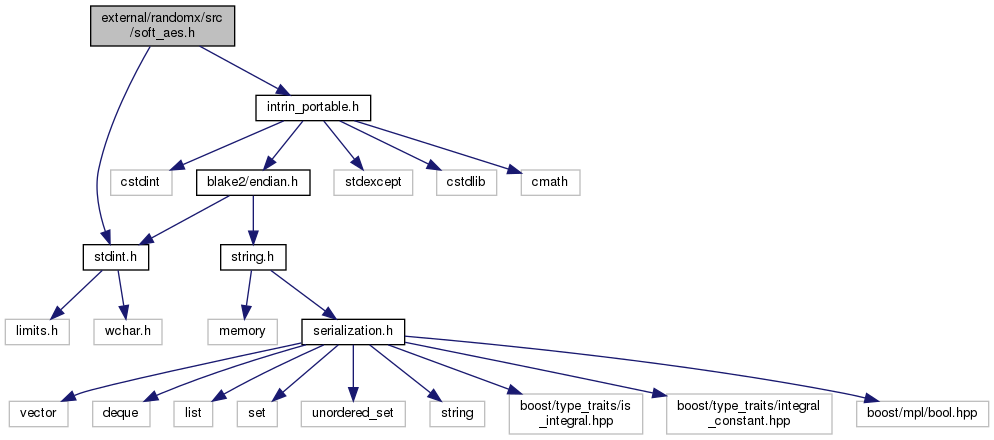 external/randomx/src
/soft_aes.h
intrin_portable.h
cstdint
blake2/endian.h
stdexcept
cstdlib
cmath
stdint.h
string.h
limits.h
wchar.h
memory
serialization.h
vector
deque
list
set
unordered_set
string
boost/type_traits/is
_integral.hpp
boost/type_traits/integral
_constant.hpp
boost/mpl/bool.hpp